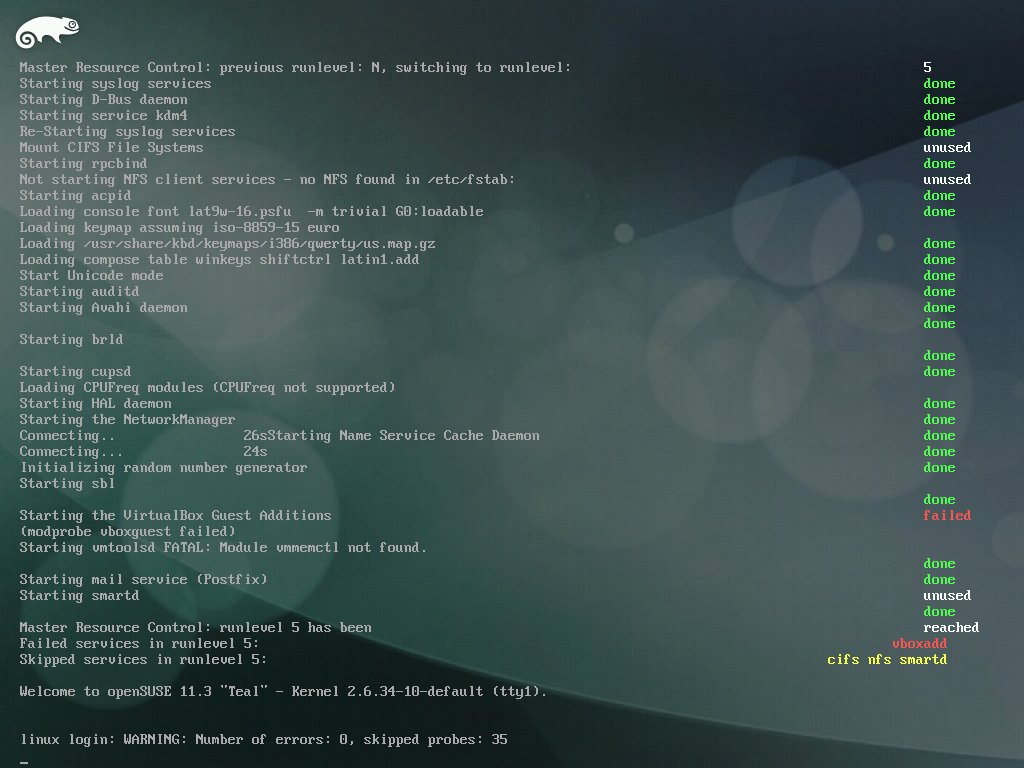 Master Resource Control: previous runlevel: N, switching to runlevel: 5
Starting syslog services done
Starting D-Bus daemon done
Starting service kdm4 done
Re-Starting syslog services done
Mount CIFS File Systems unused
Starting rpcbind done
Not starting NFS client services - no NFS found in /etc/fstab: unused
Starting acpid done
Loading console font lat9w-16.psfu  -m trivial G0:loadable done
Loading keymap assuming iso-8859-15 euro
Loading /usr/share/kbd/keymaps/i386/qwerty/us.map.gz done
Loading compose table winkeys shiftctrl latin1.add done
Start Unicode mode done
Starting auditd done
Starting Avahi daemon done
done
Starting brld
done
Starting cupsd done
Loading CPUFreq modules (CPUFreq not supported)
Starting HAL daemon done
Starting the NetworkManager done
Connecting.. 26sStarting Name Service Cache Daemon done
Connecting... 24s done
Initializing random number generator done
Starting sbl
done
Starting the VirtualBox Guest Additions failed
(modprobe vboxguest failed)
Starting vmtoolsd FATAL: Module vmmemctl not found.
done
Starting mail service (Postfix) done
Starting smartd unused
done
Master Resource Control: runlevel 5 has been reached
Failed services in runlevel 5: vboxadd
Skipped services in runlevel 5: cifs nfs smartd
Welcome to openSUSE 11.3 "Teal" - Kernel 2.6.34-10-default (tty1).
linux login: WARNING: Number of errors: 0, skipped probes: 35
_